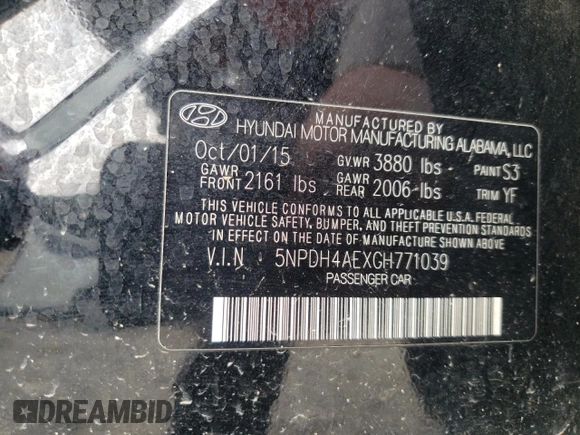 MANUFACTURED BY
HYUNDAI MOTOR MANUFACTURING ALABAMA, LLC
Oct/01/15 GVWR 3880 lbs PAINT S3
GAWR FRONT 2161 lbs GAWR REAR 2006 lbs TRIM YF
THIS VEHICLE CONFORMS TO ALL APPLICABLE U.S.A. FEDERAL
MOTOR VEHICLE SAFETY, BUMPER, AND THEFT PREVENTION
STANDARDS IN EFFECT ON THE DATE OF MANUFACTURE SHOWN ABOVE
V.I.N 5NPDH4AEXGH771039
PASSENGER CAR
DREAMBID